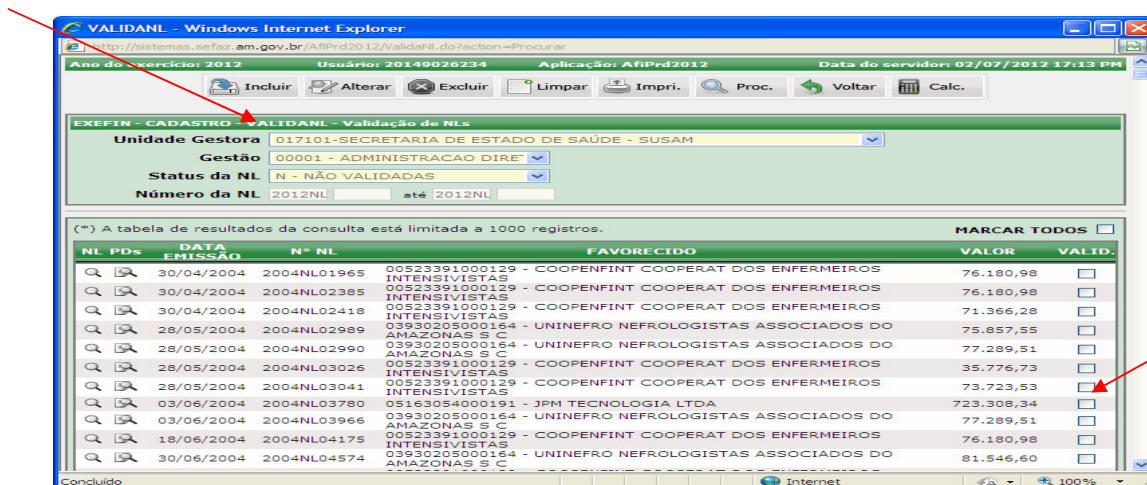 VALIDANL - Windows Internet Explorer
http://sistemas.sefaz.am.gov.br/AfiPrd2012/ValidaNl.do?action=Procurar
Ano do exercício: 2012 Usuário: 20149026234 Aplicação: AfiPrd2012 Data do servidor: 02/07/2012 17:13 PM
Incluir Alterar Excluir Limpar Impri. Proc. Voltar Calc.
EXEFIN - CADASTRO - VALIDANL - Validação de NLs
Unidade Gestora 017101-SECRETARIA DE ESTADO DE SAÚDE - SUSAM
Gestão 00001 - ADMINISTRACAO DIRET
Status da NL N - NÃO VALIDADAS
Número da NL 2012NL até 2012NL
(*) A tabela de resultados da consulta está limitada a 1000 registros. MARCAR TODOS
NL PDs DATA EMISSÃO Nº NL FAVORECIDO VALOR VALID.
30/04/2004 2004NL01965 00523391000129 - COOPENFINT COOPERAT DOS ENFERMEIROS INTENSIVISTAS 76.180,98
30/04/2004 2004NL02385 00523391000129 - COOPENFINT COOPERAT DOS ENFERMEIROS INTENSIVISTAS 76.180,98
30/04/2004 2004NL02418 00523391000129 - COOPENFINT COOPERAT DOS ENFERMEIROS INTENSIVISTAS 71.366,28
28/05/2004 2004NL02989 03930205000164 - UNINEFRO NEFROLOGISTAS ASSOCIADOS DO AMAZONAS S C 75.857,55
28/05/2004 2004NL02990 03930205000164 - UNINEFRO NEFROLOGISTAS ASSOCIADOS DO AMAZONAS S C 77.289,51
28/05/2004 2004NL03026 00523391000129 - COOPENFINT COOPERAT DOS ENFERMEIROS INTENSIVISTAS 35.776,73
28/05/2004 2004NL03041 00523391000129 - COOPENFINT COOPERAT DOS ENFERMEIROS INTENSIVISTAS 73.723,53
03/06/2004 2004NL03780 05163054000191 - JPM TECNOLOGIA LTDA 723.308,34
03/06/2004 2004NL03966 03930205000164 - UNINEFRO NEFROLOGISTAS ASSOCIADOS DO AMAZONAS S C 77.289,51
18/06/2004 2004NL04175 00523391000129 - COOPENFINT COOPERAT DOS ENFERMEIROS INTENSIVISTAS 76.180,98
30/06/2004 2004NL04574 03930205000164 - UNINEFRO NEFROLOGISTAS ASSOCIADOS DO AMAZONAS S C 81.546,60
Concluído Internet 100%